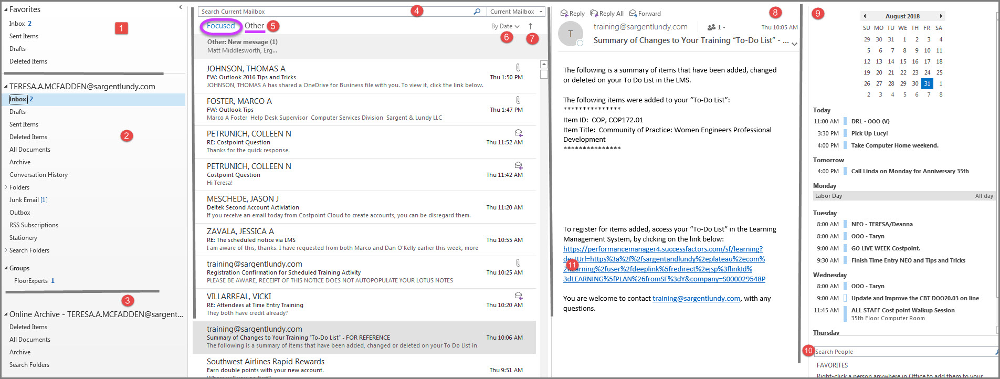 Favorites
Inbox 2
Sent Items
Drafts
Deleted Items
1
TERESA.A.MCFADDEN@sargentlundy.com
Inbox 2
Drafts
Sent Items
Deleted Items
2
All Documents
Archive
Conversation History
Folders
Junk Email [1]
Outbox
RSS Subscriptions
Stationery
Search Folders
Groups
FloorExperts 1
3
Online Archive - TERESA.A.MCFADDEN@sargent...
Deleted Items
All Documents
Archive
Search Folders
Search Current Mailbox
4
Current Mailbox
Focused Other 5
By Date
6 7
Other: New message (1)
Matt Middlesworth, Erg...
JOHNSON, THOMAS A
FW: Outlook 2016 Tips and Tricks Thu 1:50 PM
JOHNSON, THOMAS A has shared a OneDrive for Business file with you. To view it, click the link below.
FOSTER, MARCO A
FW: Outlook Tips Thu 1:47 PM
Marco A Foster Help Desk Supervisor Computer Services Division Sargent & Lundy LLC
PETRUNICH, COLLEEN N
RE: Costpoint Question Thu 11:52 AM
Thanks for the quick response.
PETRUNICH, COLLEEN N
Costpoint Question Thu 11:42 AM
Hi Teresa!
MESCHEDE, JASON J
Deltek Second Account Activiation Thu 11:20 AM
If you receive an email today from Costpoint Cloud to create accounts, you can be disregard them.
ZAVALA, JESSICA A
RE: The scheduled notice via LMS Thu 10:55 AM
I am aware of this, thanks. I have requested from both Marco and Dan O'Kelly earlier this week, more
training@sargentlundy.com
Registration Confirmation for Scheduled Training Activity Thu 10:25 AM
PLEASE BE AWARE, RECEIPT OF THIS NOTICE DOES NOT AUTOPOPULATE YOUR LOTUS NOTES
VILLARREAL, VICKI
RE: Attendees at Time Entry Training Thu 10:20 AM
They both have credit already?
training@sargentlundy.com
Summary of Changes to Your Training "To-Do List" - FOR REFERENCE Thu 10:06 AM
The following is a summary of items that have been added, changed or deleted on your To Do List in
Southwest Airlines Rapid Rewards
Earn double points with your new account. Thu 9:51 AM
Where will you go first?
Reply Reply All Forward
8
T
training@sargentlundy.com 1 Thu 10:05 AM
Summary of Changes to Your Training "To-Do List" - ...
The following is a summary of items that have been added, changed
or deleted on your To Do List in the LMS.
The following items were added to your “To-Do List”:
***************
Item ID: COP, COP172.01
Item Title: Community of Practice: Women Engineers Professional
Development
***************
To register for items added, access your “To-Do List” in the Learning
Management System, by clicking on the link below:
https://performancemanager4.successfactors.com/sf/learning?
destUrl=https%3a%2f%2fsargentandlundy%2eplateau%2ecom%
2flearning%2fuser%2fdeeplink%5fredirect%2ejsp%3flinkId%
11
3dLEARNING%5fPLAN%26fromSF%3dY&company=S000029548P
You are welcome to contact training@sargentlundy.com, with any
questions.
9
August 2018
SU MO TU WE TH FR SA
29 30 31 1 2 3 4
5 6 7 8 9 10 11
12 13 14 15 16 17 18
19 20 21 22 23 24 25
26 27 28 29 30 31 1
2 3 4 5 6 7 8
Today
11:00 AM DRL - OOO (V)
3:30 PM Pick Up Lucy!
4:00 PM Take Computer Home weekend.
Tomorrow
4:00 PM Call Linda on Monday for Anniversary 35th
Monday
Labor Day All day
Tuesday
8:00 AM NEO - TERESA/Deanna
8:00 AM OOO - Taryn
9:00 AM GO LIVE WEEK Costpoint.
9:30 AM Finish Time Entry NEO and Tips and Tricks
Wednesday
8:00 AM OOO - Taryn
9:00 AM Update and Improve the CBT DOO20.03 on line
11:45 AM ALL STAFF Cost point Walkup Session
35th Floor Computer Room
Thursday
10
Search People
FAVORITES
Right-click a person anywhere in Office to add them to your